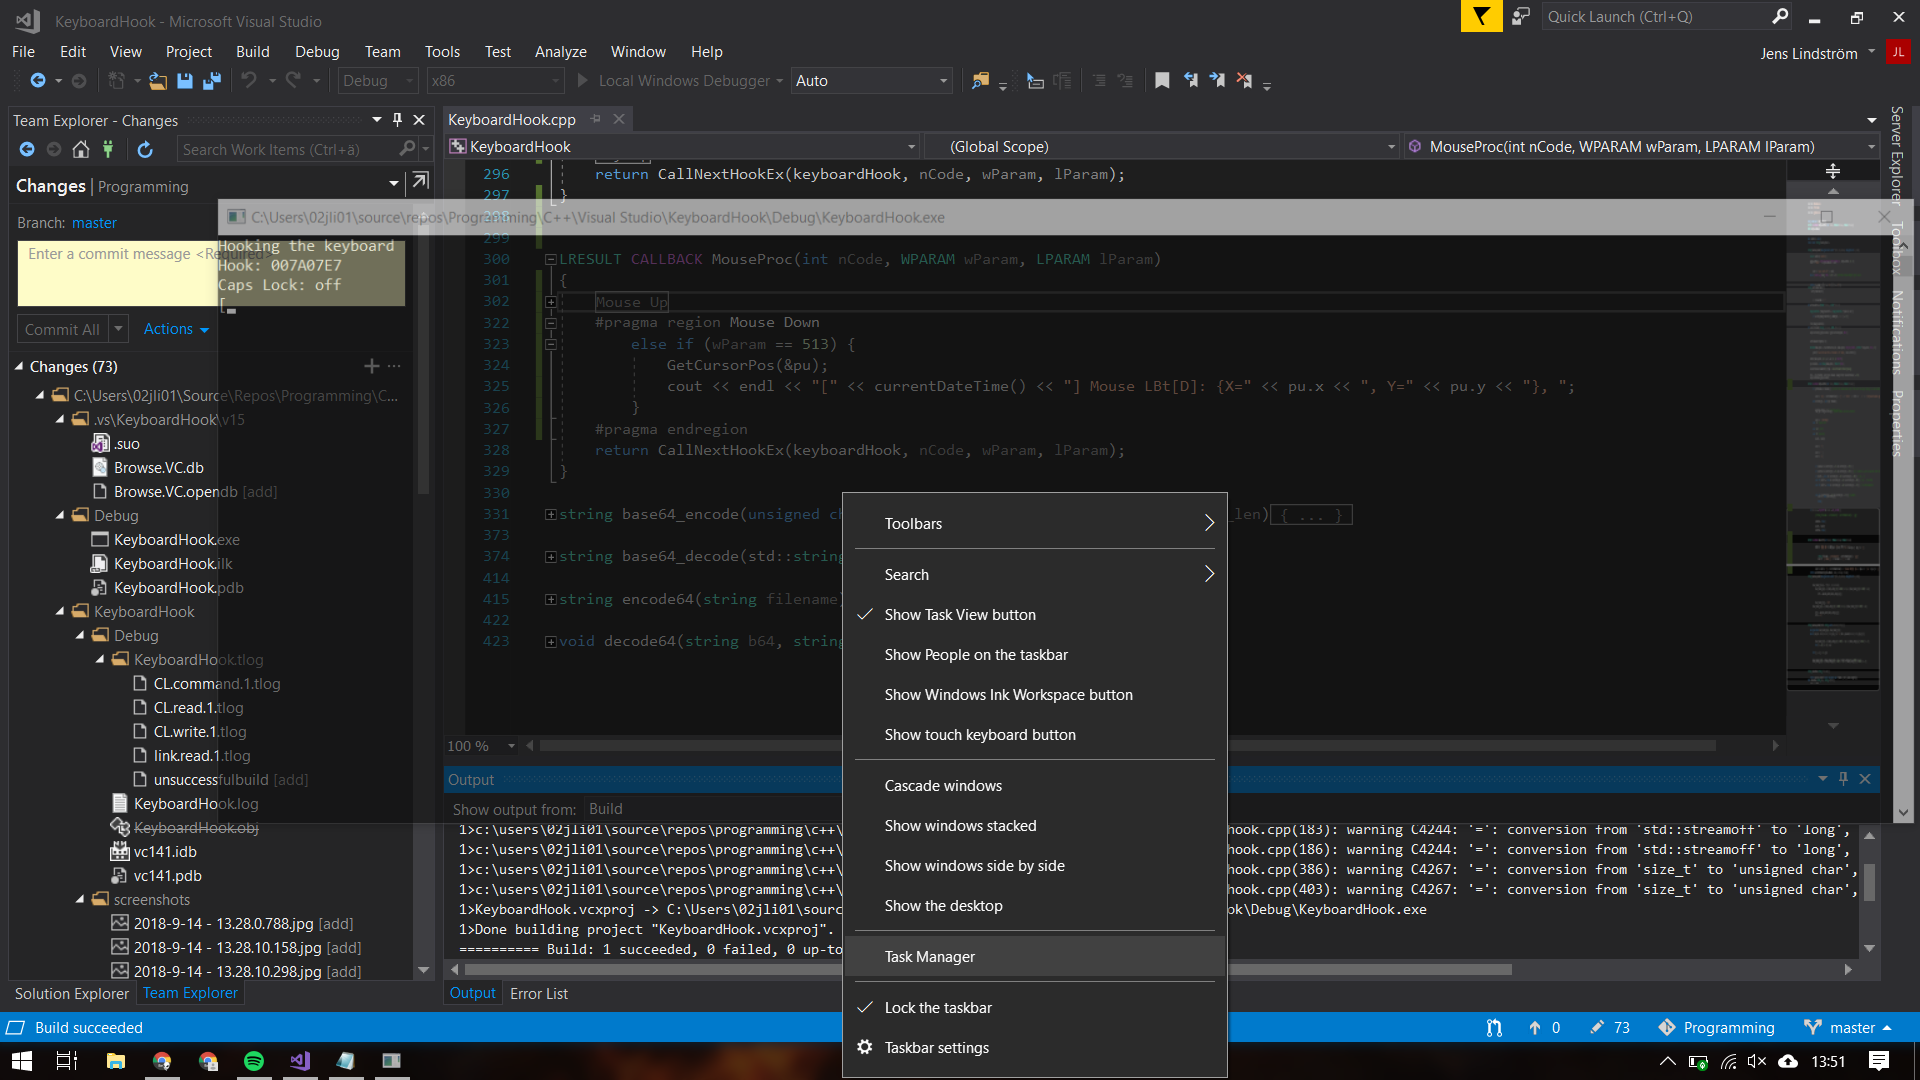 KeyboardHook - Microsoft Visual Studio
Quick Launch (Ctrl+Q)
File Edit View Project Build Debug Team Tools Test Analyze Window Help
Jens Lindström JL
Debug x86 Local Windows Debugger Auto
Team Explorer - Changes
Search Work Items (Ctrl+ä)
Changes | Programming
Branch: master
Enter a commit message <Required>
Commit All Actions
Changes (73)
C:\Users\02jli01\Source\Repos\Programming\C...
.vs\KeyboardHook\v15
.suo
Browse.VC.db
Browse.VC.opendb [add]
Debug
KeyboardHook.exe
KeyboardHook.ilk
KeyboardHook.pdb
KeyboardHook
Debug
KeyboardHook.tlog
CL.command.1.tlog
CL.read.1.tlog
CL.write.1.tlog
link.read.1.tlog
unsuccessfulbuild [add]
KeyboardHook.log
KeyboardHook.obj
vc141.idb
vc141.pdb
screenshots
2018-9-14 - 13.28.0.788.jpg [add]
2018-9-14 - 13.28.10.158.jpg [add]
2018-9-14 - 13.28.10.298.jpg [add]
Solution Explorer Team Explorer
C:\Users\02jli01\source\repos\Programming\C++\Visual Studio\KeyboardHook\Debug\KeyboardHook.exe
Hooking the keyboard
Hook: 007A07E7
Caps Lock: off
[
KeyboardHook.cpp
KeyboardHook (Global Scope) MouseProc(int nCode, WPARAM wParam, LPARAM lParam)
296 return CallNextHookEx(keyboardHook, nCode, wParam, lParam);
297 }
298
299
300 LRESULT CALLBACK MouseProc(int nCode, WPARAM wParam, LPARAM lParam)
301 {
302 Mouse Up
322 #pragma region Mouse Down
323 else if (wParam == 513) {
324 GetCursorPos(&pu);
325 cout << endl << "[" << currentDateTime() << "] Mouse LBt[D]: {X=" << pu.x << ", Y=" << pu.y << "}, ";
326 }
327 #pragma endregion
328 return CallNextHookEx(keyboardHook, nCode, wParam, lParam);
329 }
330
331 string base64_encode(unsigned ch _len) { ... }
373
374 string base64_decode(std::string
414
415 string encode64(string filename)
422
423 void decode64(string b64, string
100 %
Server Explorer
Toolbox
Notifications
Properties
Output
Show output from: Build
1>c:\users\02jli01\source\repos\programming\c++\ hook.cpp(183): warning C4244: '=': conversion from 'std::streamoff' to 'long',
1>c:\users\02jli01\source\repos\programming\c++\ hook.cpp(186): warning C4244: '=': conversion from 'std::streamoff' to 'long',
1>c:\users\02jli01\source\repos\programming\c++\ hook.cpp(386): warning C4267: '=': conversion from 'size_t' to 'unsigned char',
1>c:\users\02jli01\source\repos\programming\c++\ hook.cpp(403): warning C4267: '=': conversion from 'size_t' to 'unsigned char',
1>KeyboardHook.vcxproj -> C:\Users\02jli01\sourc ok\Debug\KeyboardHook.exe
1>Done building project "KeyboardHook.vcxproj".
========== Build: 1 succeeded, 0 failed, 0 up-to
Output Error List
Toolbars
Search
Show Task View button
Show People on the taskbar
Show Windows Ink Workspace button
Show touch keyboard button
Cascade windows
Show windows stacked
Show windows side by side
Show the desktop
Task Manager
Lock the taskbar
Taskbar settings
Build succeeded
0 73 Programming master
13:51